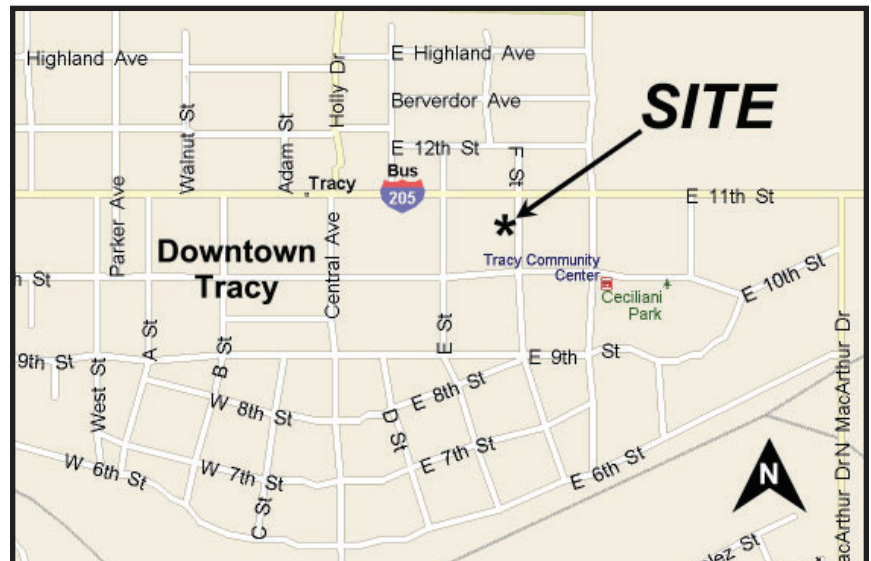 Highland Ave
Holly Dr
E Highland Ave
SITE
Berverdor Ave
Walnut St
Adam St
E 12th St
F St
Bus
205
Tracy
E 11th St
Parker Ave
Central Ave
Downtown
Tracy
Tracy Community
Center
St
Ceciliani
Park
E 10th St
A St
B St
E St
N MacArthur Dr
9th St
E 9th St
West St
W 8th St
E 8th St
D St
W 6th St
W 7th St
E 7th St
E 6th St
C St
N
acArthur Dr
lez St